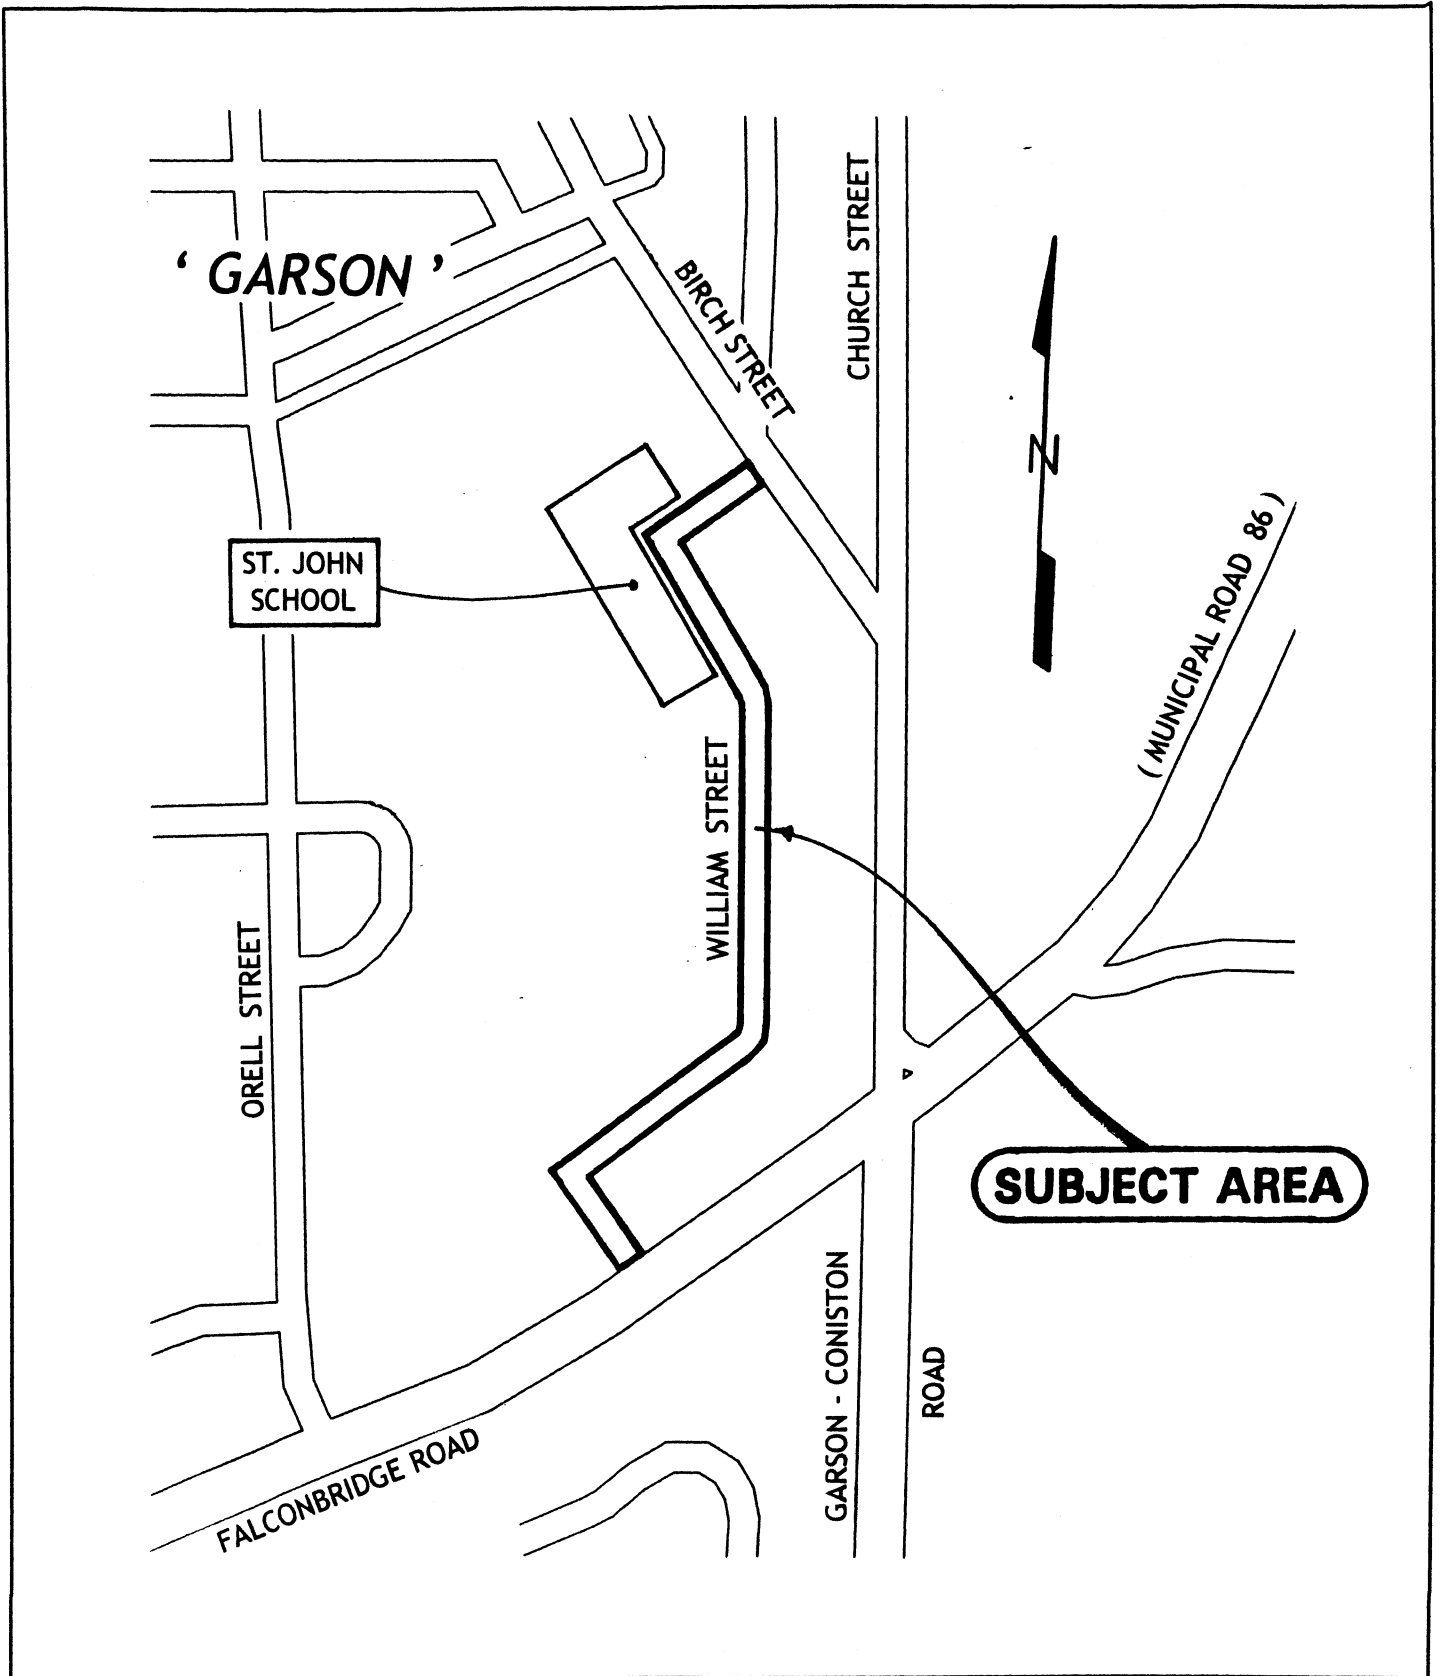 ‘ GARSON ’
BIRCH STREET
CHURCH STREET
N
ST. JOHN
SCHOOL
( MUNICIPAL ROAD 86 )
WILLIAM STREET
ORELL STREET
SUBJECT AREA
GARSON - CONISTON
ROAD
FALCONBRIDGE ROAD